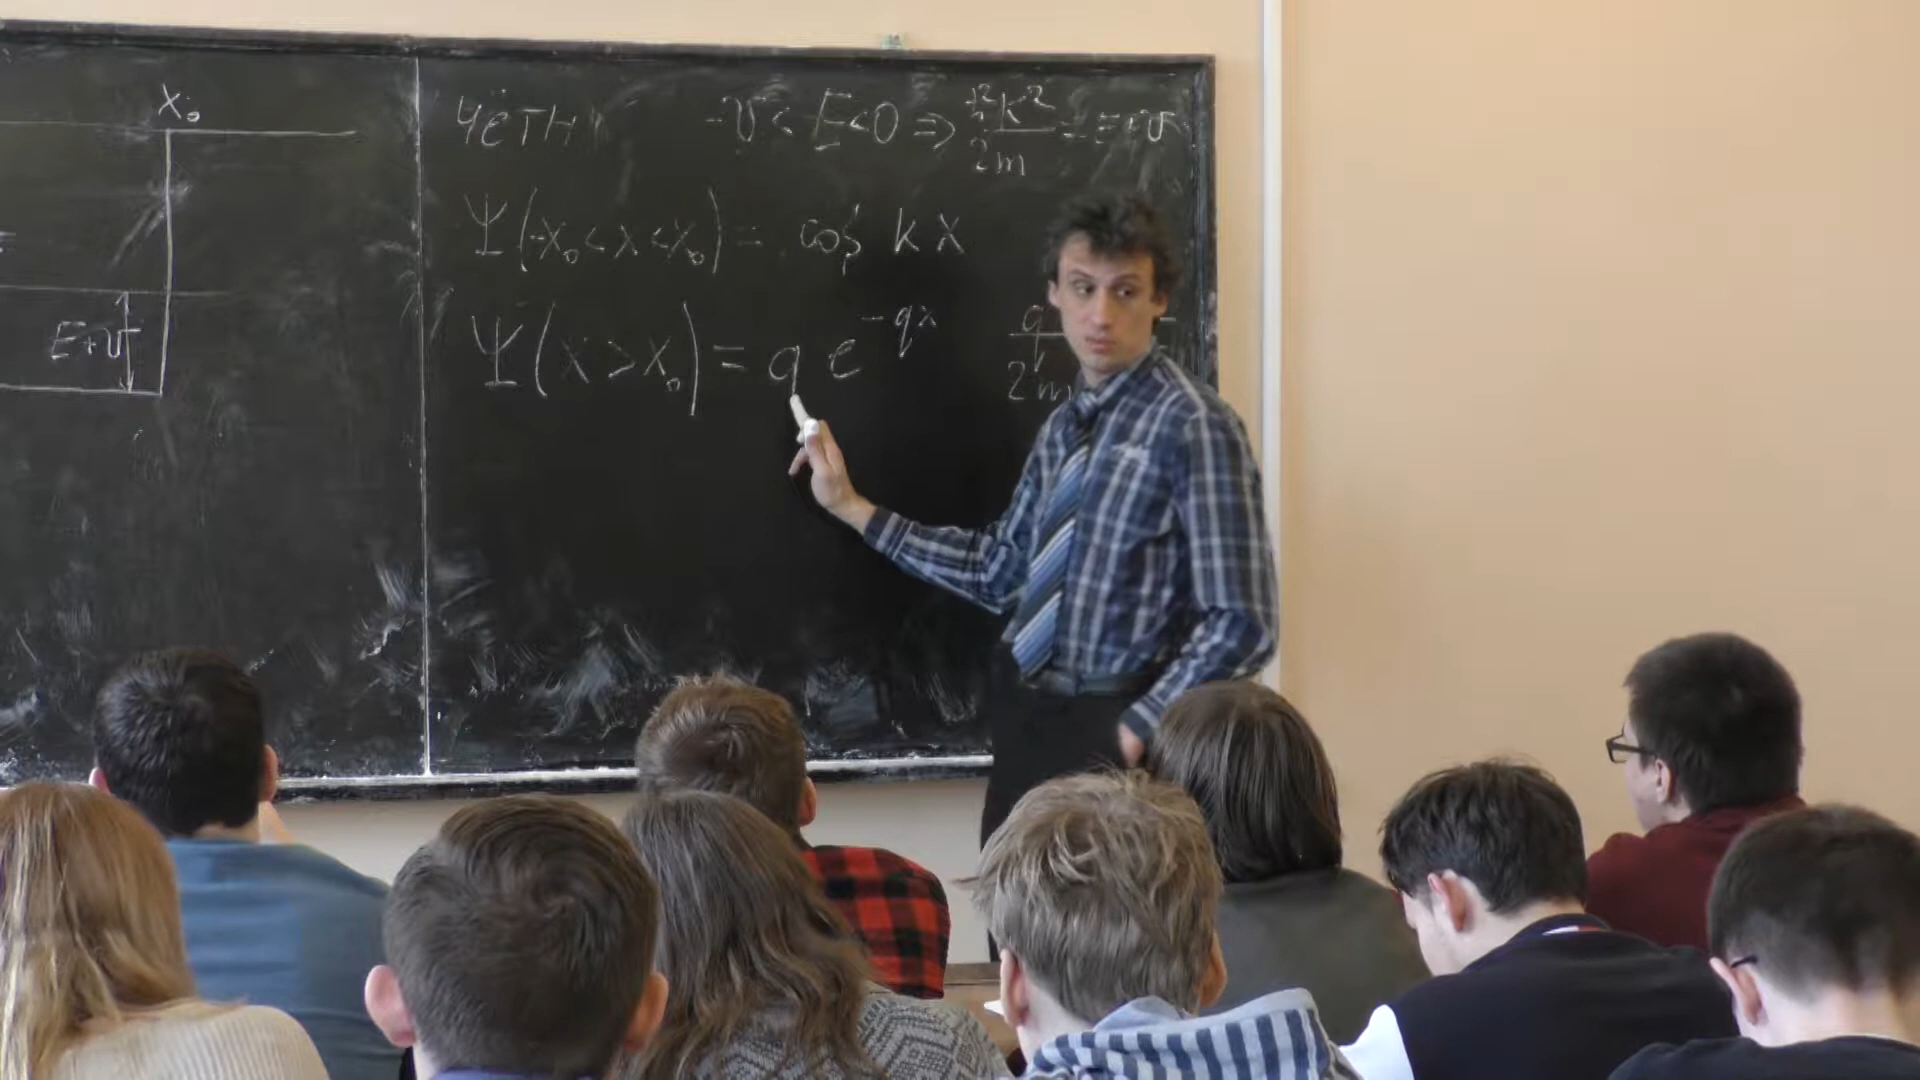 x₀
E+U
чётн
-U < E < 0 ⇒ ħ²k²/2m = E+U
Ψ(-x₀<x<x₀) = cos kx
Ψ(x>x₀) = a e^{-qx}
2m